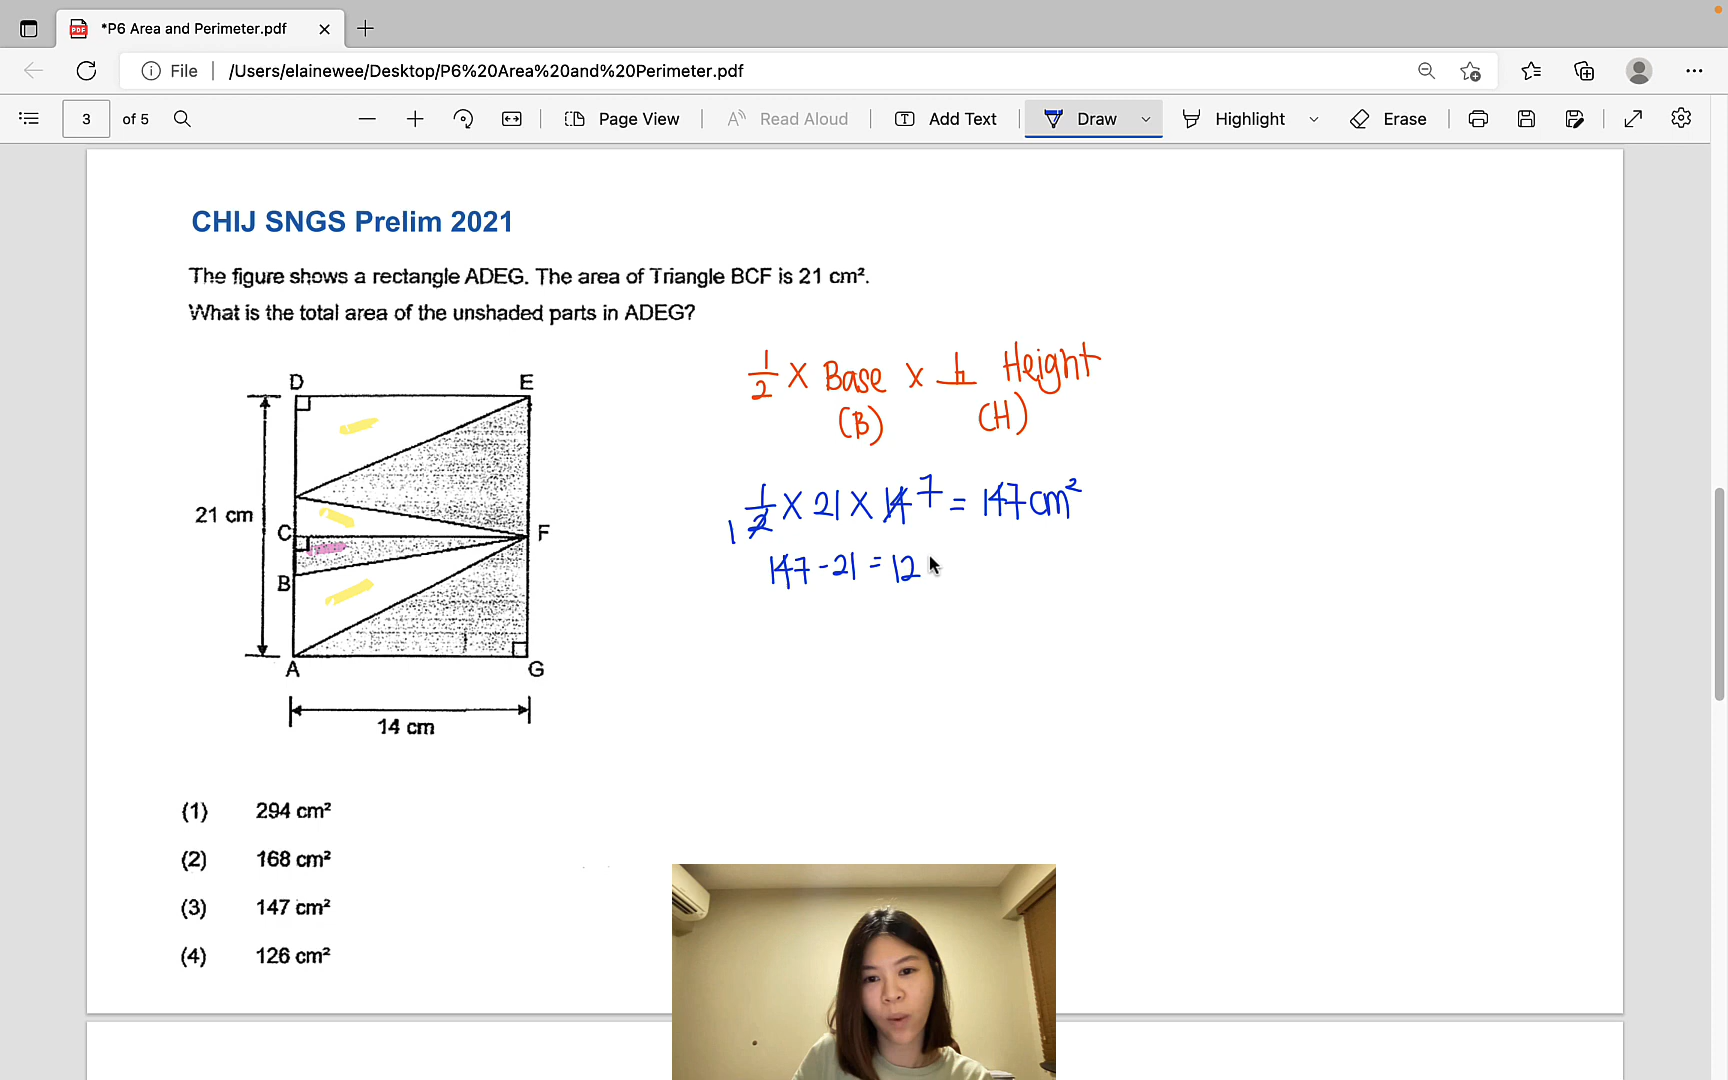 *P6 Area and Perimeter.pdf
File /Users/elainewee/Desktop/P6%20Area%20and%20Perimeter.pdf
3 of 5 Page View Read Aloud Add Text Draw Highlight Erase
CHIJ SNGS Prelim 2021
The figure shows a rectangle ADEG. The area of Triangle BCF is 21 cm².
What is the total area of the unshaded parts in ADEG?
D E
21 cm
C F
B
A G
14 cm
1/2 × Base × h Height
(B) (H)
1/2 × 21 × 14 7 = 147 cm²
1
147 - 21 = 12
(1) 294 cm²
(2) 168 cm²
(3) 147 cm²
(4) 126 cm²